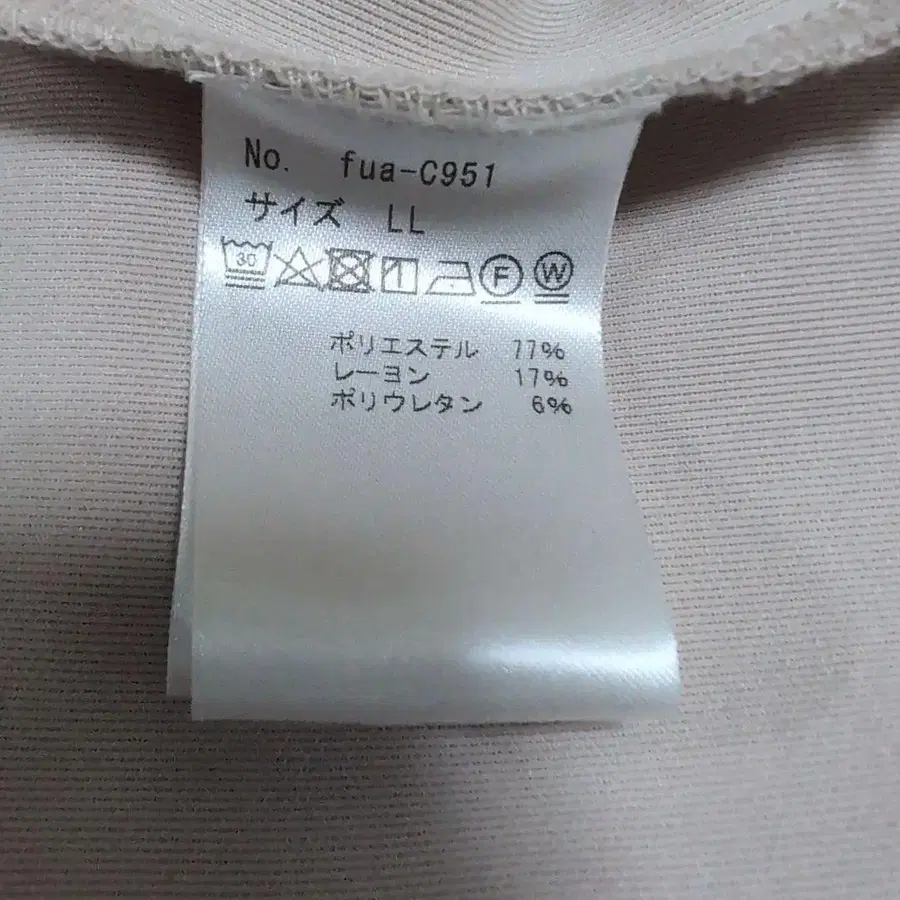 No. fua-C951
サイズ LL
30 F W
ポリエステル 77%
レーヨン 17%
ポリウレタン 6%